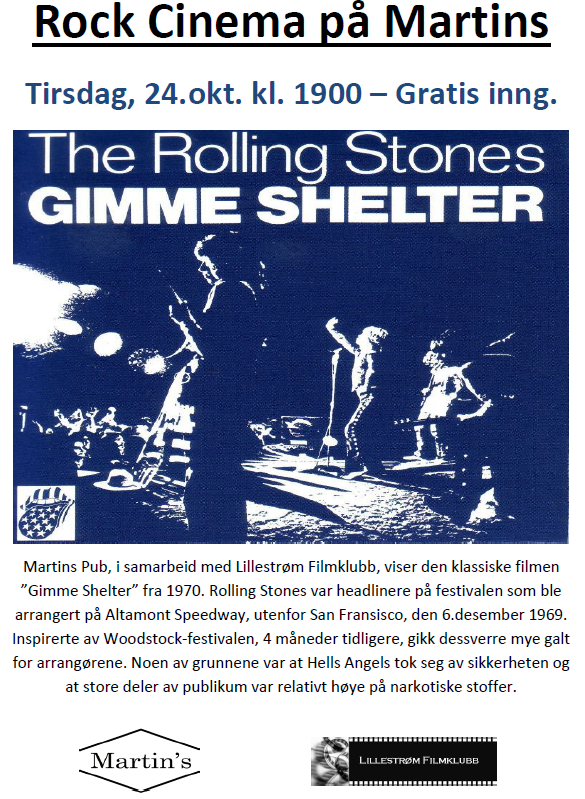 Rock Cinema på Martins
Tirsdag, 24.okt. kl. 1900 – Gratis inng.
The Rolling Stones
GIMME SHELTER
Martins Pub, i samarbeid med Lillestrøm Filmklubb, viser den klassiske filmen
”Gimme Shelter” fra 1970. Rolling Stones var headlinere på festivalen som ble
arrangert på Altamont Speedway, utenfor San Fransisco, den 6.desember 1969.
Inspirerte av Woodstock-festivalen, 4 måneder tidligere, gikk dessverre mye galt
for arrangørene. Noen av grunnene var at Hells Angels tok seg av sikkerheten og
at store deler av publikum var relativt høye på narkotiske stoffer.
Martin's
LILLESTRØM FILMKLUBB